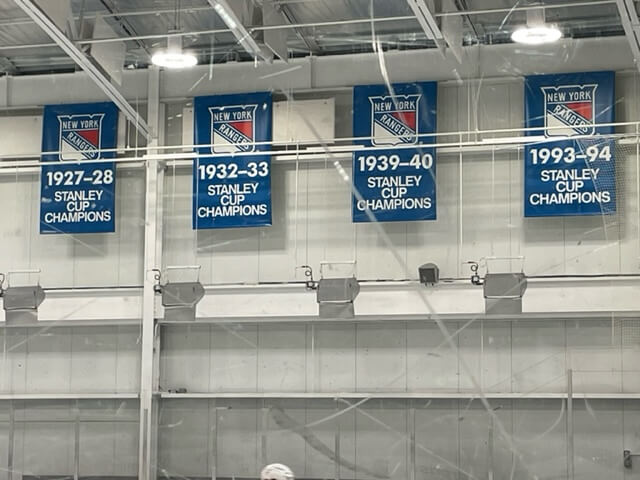 NEW YORK
RANGERS
1927–28
STANLEY
CUP
CHAMPIONS
NEW YORK
RANGERS
1932–33
STANLEY
CUP
CHAMPIONS
NEW YORK
RANGERS
1939–40
STANLEY
CUP
CHAMPIONS
NEW YORK
RANGERS
1993–94
STANLEY
CUP
CHAMPIONS